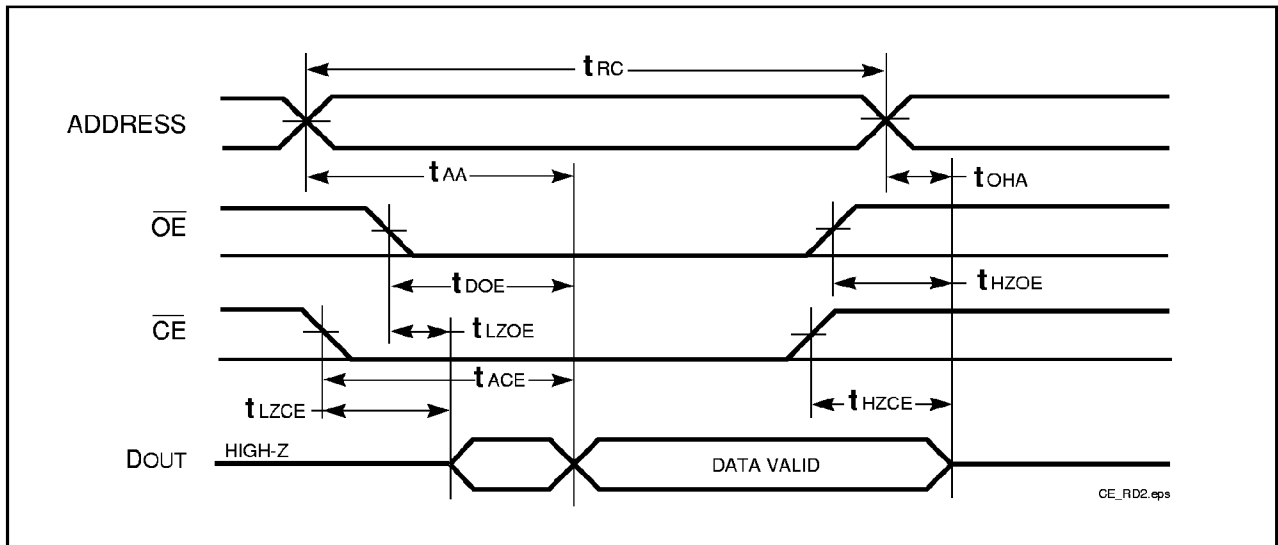 tRC
ADDRESS
tAA
tOHA
OE
tDOE
tHZOE
CE
tLZOE
tACE
tLZCE
tHZCE
DOUT
HIGH-Z
DATA VALID
CE_RD2.eps